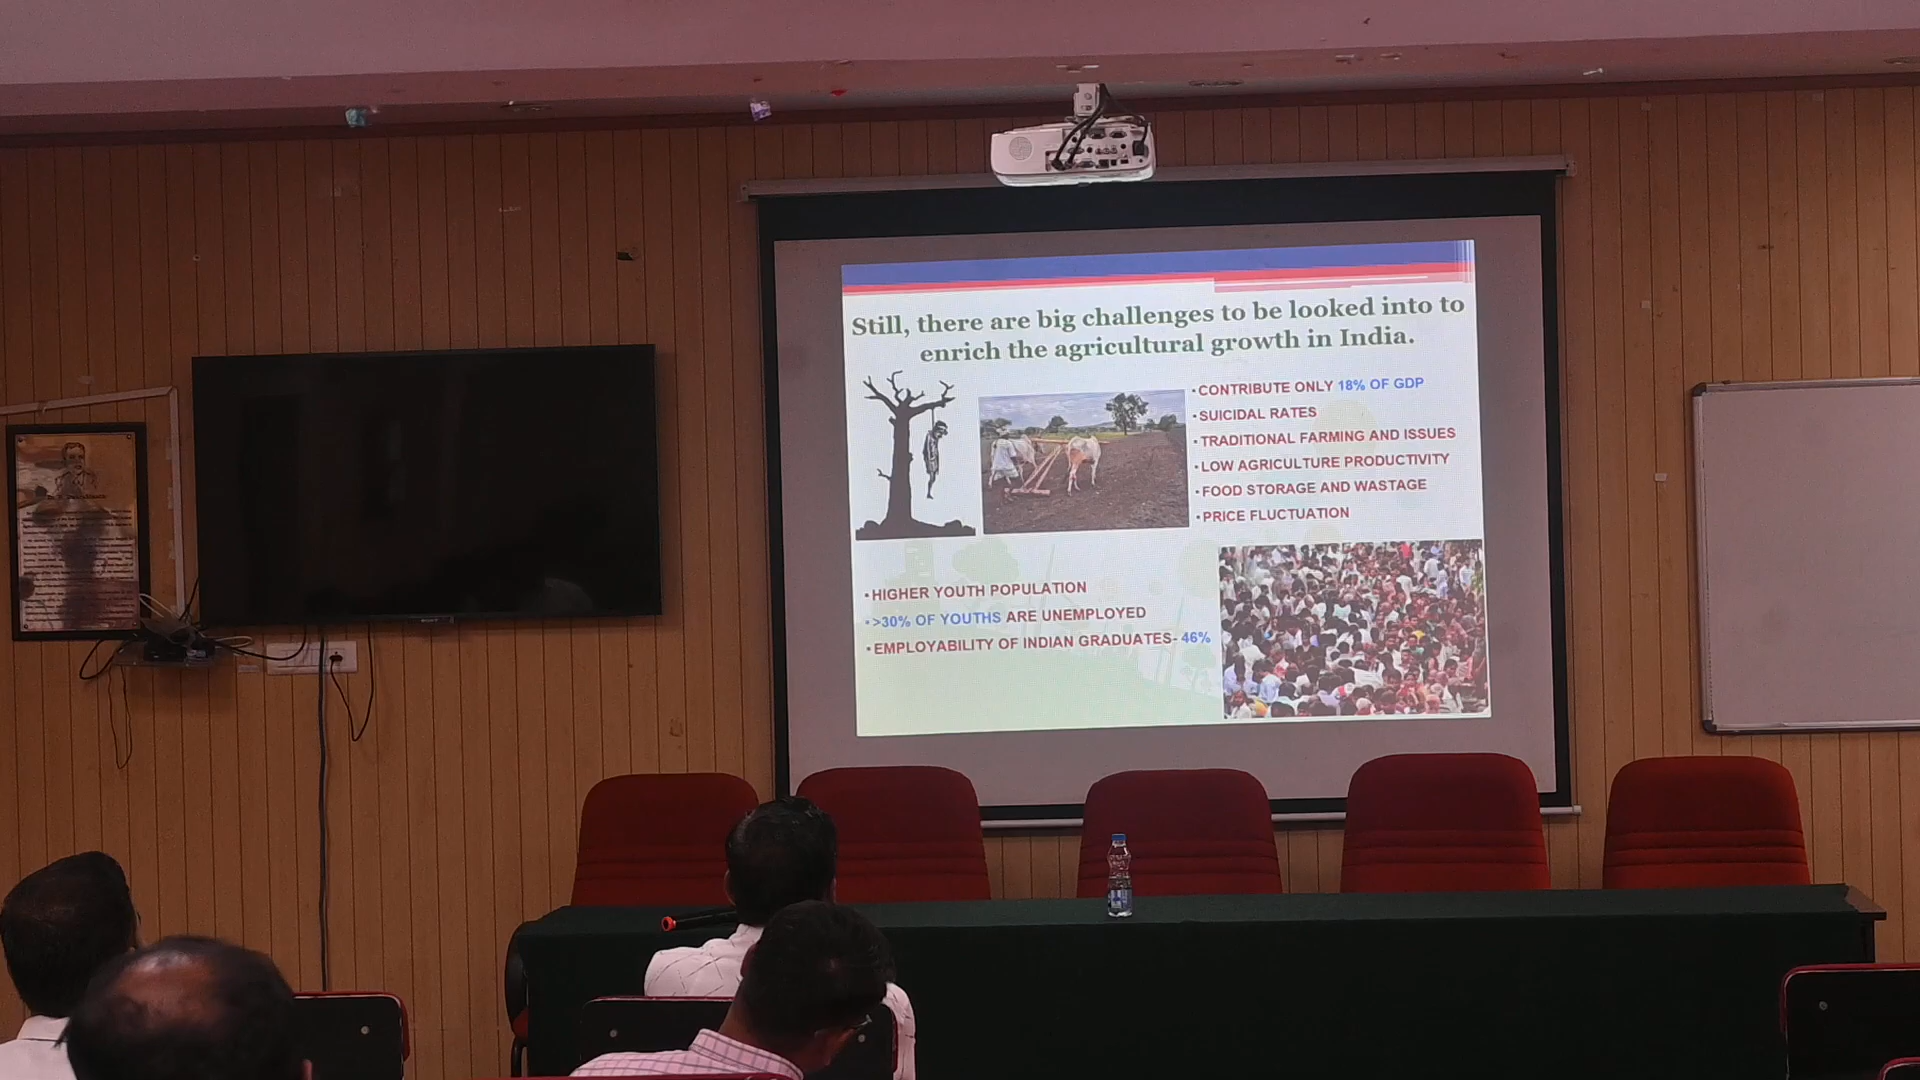 Still, there are big challenges to be looked into to
enrich the agricultural growth in India.
• CONTRIBUTE ONLY 18% OF GDP
• SUICIDAL RATES
• TRADITIONAL FARMING AND ISSUES
• LOW AGRICULTURE PRODUCTIVITY
• FOOD STORAGE AND WASTAGE
• PRICE FLUCTUATION
• HIGHER YOUTH POPULATION
• >30% OF YOUTHS ARE UNEMPLOYED
• EMPLOYABILITY OF INDIAN GRADUATES- 46%